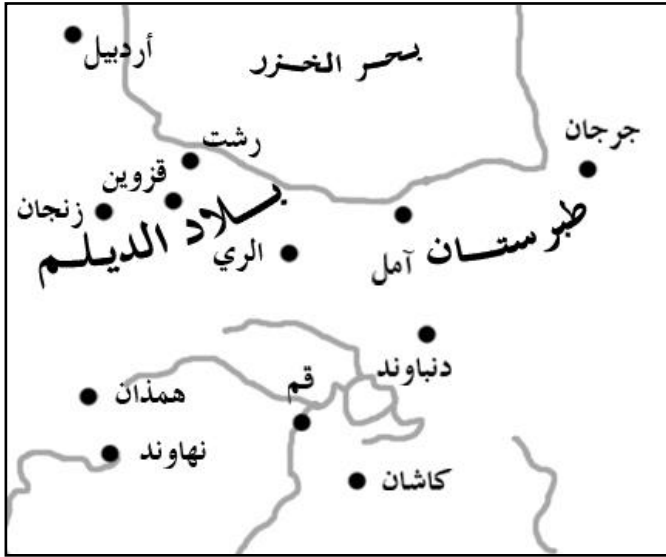 أردبيل
بحر الخزر
رشت
جرجان
قزوين
زنجان
بلاد الديلم
الري
آمل
طبرستان
دنباوند
قم
همذان
نهاوند
كاشان